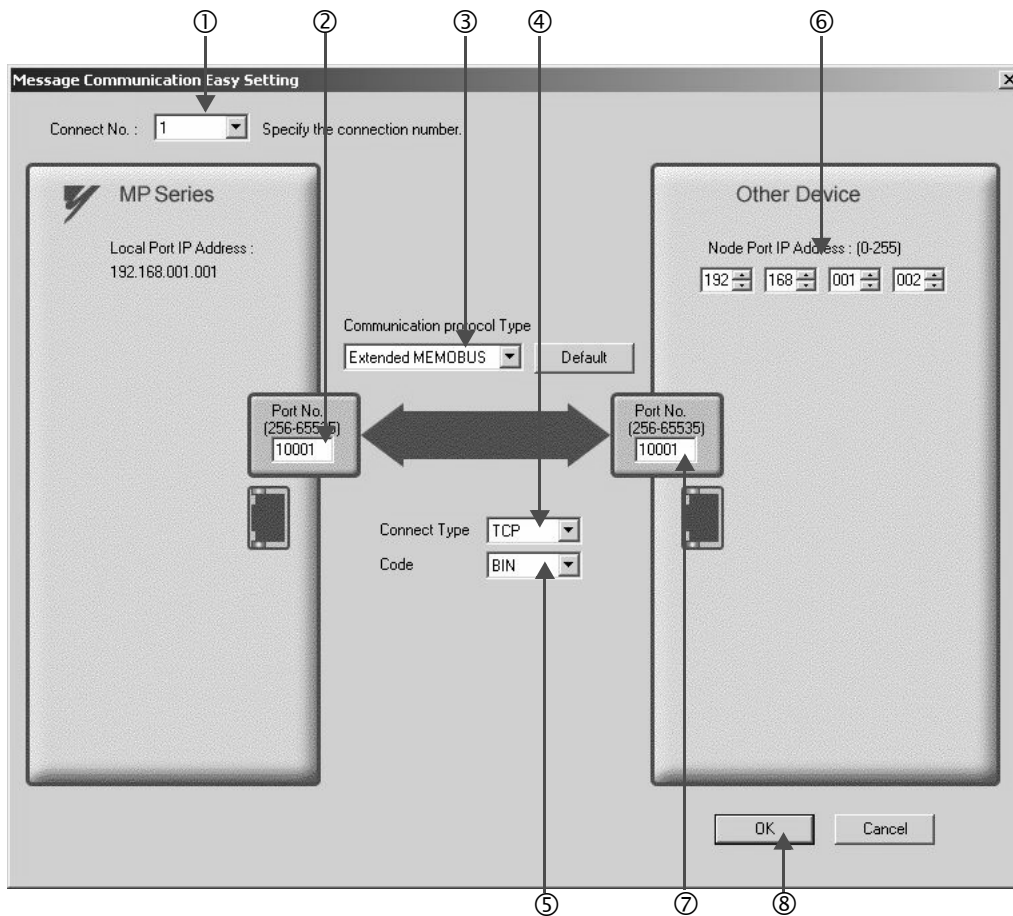 ① ② ③ ④ ⑥
Message Communication Easy Setting
Connect No. : 1 Specify the connection number.
MP Series
Local Port IP Address :
192.168.001.001
Other Device
Node Port IP Address : (0-255)
192 168 001 002
Communication protocol Type
Extended MEMOBUS Default
Port No.
(256-65535)
10001
Port No.
(256-65535)
10001
Connect Type TCP
Code BIN
OK Cancel
⑤ ⑦ ⑧